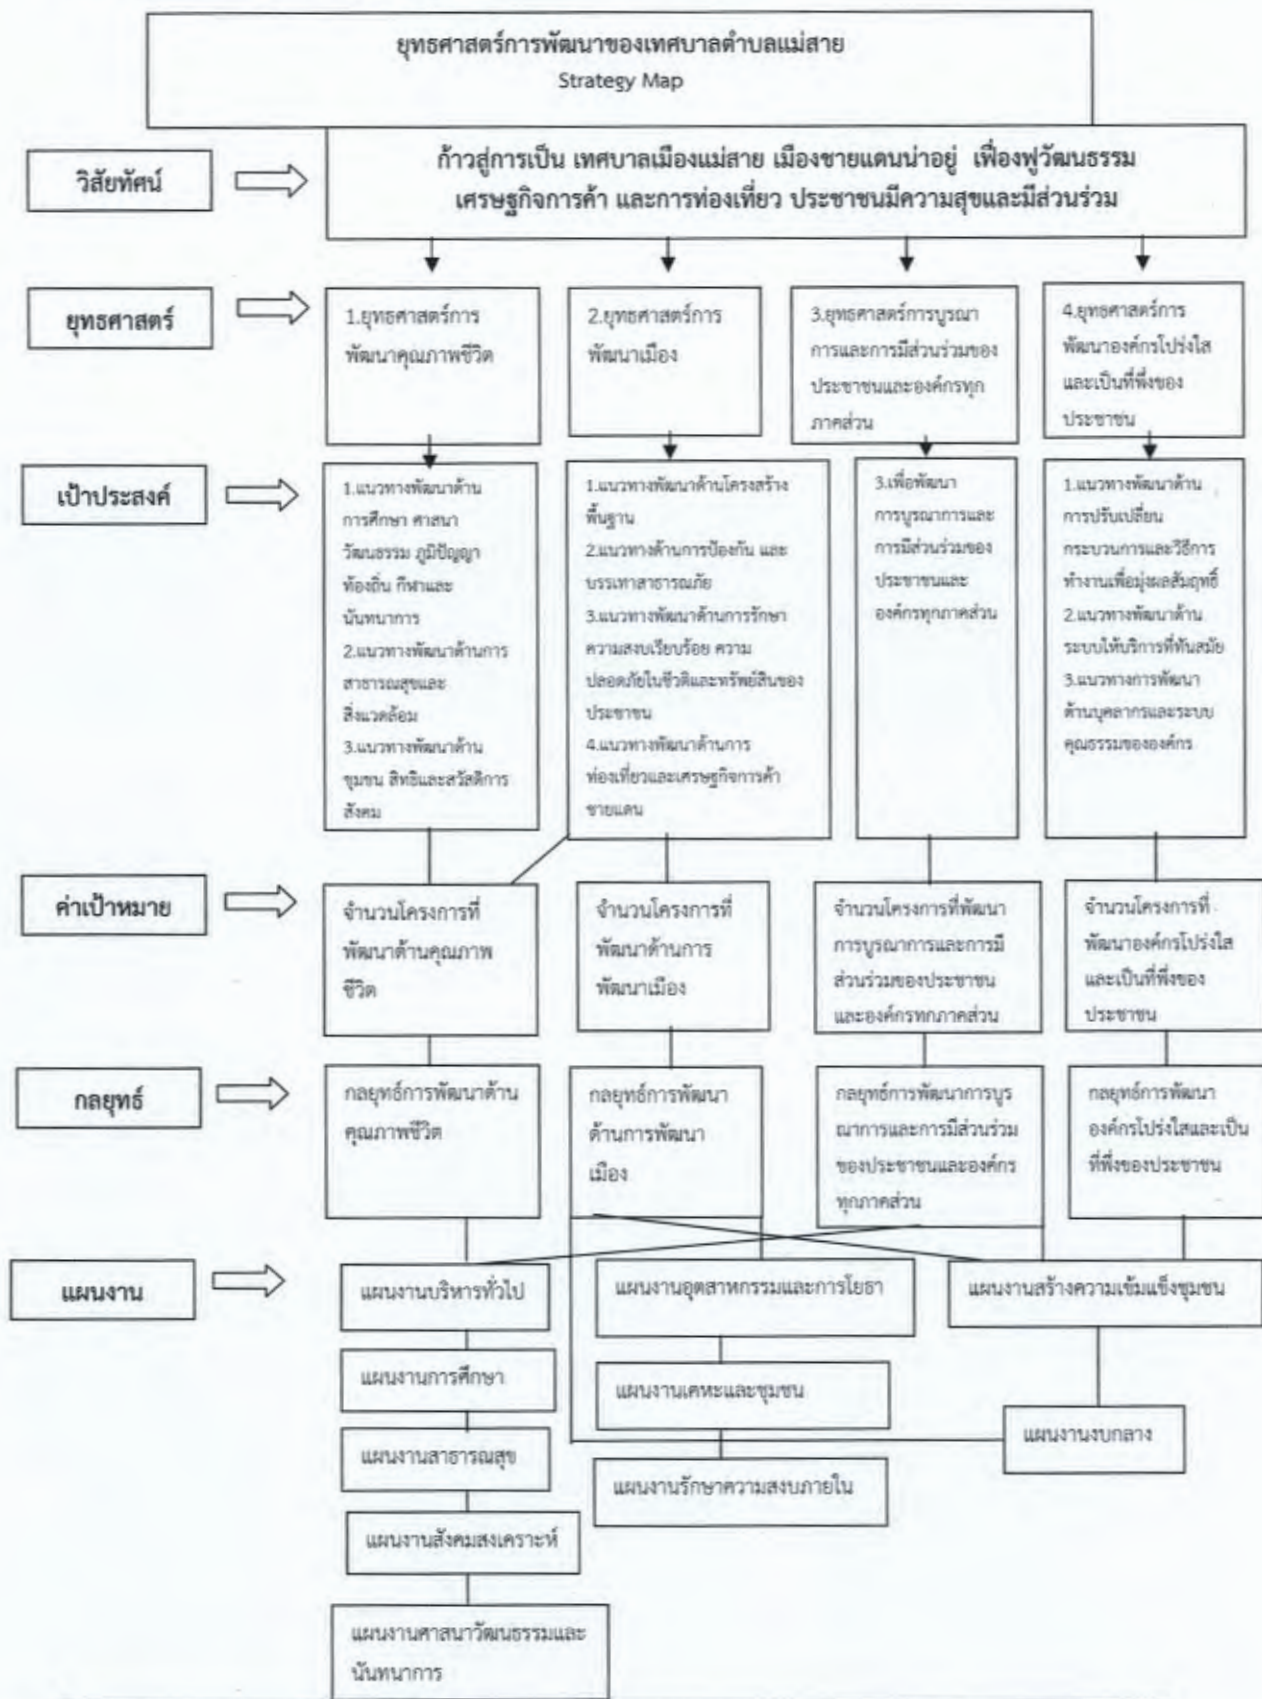 ยุทธศาสตร์การพัฒนาของเทศบาลตำบลแม่สาย
Strategy Map
วิสัยทัศน์
ก้าวสู่การเป็น เทศบาลเมืองแม่สาย เมืองชายแดนน่าอยู่ เฟื่องฟูวัฒนธรรม
เศรษฐกิจการค้า และการท่องเที่ยว ประชาชนมีความสุขและมีส่วนร่วม
ยุทธศาสตร์
1.ยุทธศาสตร์การ
พัฒนาคุณภาพชีวิต
2.ยุทธศาสตร์การ
พัฒนาเมือง
3.ยุทธศาสตร์การบูรณา
การและการมีส่วนร่วมของ
ประชาชนและองค์กรทุก
ภาคส่วน
4.ยุทธศาสตร์การ
พัฒนาองค์กรโปร่งใส
และเป็นที่พึ่งของ
ประชาชน
เป้าประสงค์
1.แนวทางพัฒนาด้าน
การศึกษา ศาสนา
วัฒนธรรม ภูมิปัญญา
ท้องถิ่น กีฬาและ
นันทนาการ
2.แนวทางพัฒนาด้านการ
สาธารณสุขและ
สิ่งแวดล้อม
3.แนวทางพัฒนาด้าน
ชุมชน สิทธิและสวัสดิการ
สังคม
1.แนวทางพัฒนาด้านโครงสร้าง
พื้นฐาน
2.แนวทางด้านการป้องกัน และ
บรรเทาสาธารณภัย
3.แนวทางพัฒนาด้านการรักษา
ความสงบเรียบร้อย ความ
ปลอดภัยในชีวิตและทรัพย์สินของ
ประชาชน
4.แนวทางพัฒนาด้านการ
ท่องเที่ยวและเศรษฐกิจการค้า
ชายแดน
3.เพื่อพัฒนา
การบูรณาการและ
การมีส่วนร่วมของ
ประชาชนและ
องค์กรทุกภาคส่วน
1.แนวทางพัฒนาด้าน
การปรับเปลี่ยน
กระบวนการและวิธีการ
ทำงานเพื่อมุ่งผลสัมฤทธิ์
2.แนวทางพัฒนาด้าน
ระบบให้บริการที่ทันสมัย
3.แนวทางการพัฒนา
ด้านบุคลากรและระบบ
คุณธรรมขององค์กร
ค่าเป้าหมาย
จำนวนโครงการที่
พัฒนาด้านคุณภาพ
ชีวิต
จำนวนโครงการที่
พัฒนาด้านการ
พัฒนาเมือง
จำนวนโครงการที่พัฒนา
การบูรณาการและการมี
ส่วนร่วมของประชาชน
และองค์กรทกภาคส่วน
จำนวนโครงการที่
พัฒนาองค์กรโปร่งใส
และเป็นที่พึ่งของ
ประชาชน
กลยุทธ์
กลยุทธ์การพัฒนาด้าน
คุณภาพชีวิต
กลยุทธ์การพัฒนา
ด้านการพัฒนา
เมือง
กลยุทธ์การพัฒนาการบูร
ณาการและการมีส่วนร่วม
ของประชาชนและองค์กร
ทุกภาคส่วน
กลยุทธ์การพัฒนา
องค์กรโปร่งใสและเป็น
ที่พึ่งของประชาชน
แผนงาน
แผนงานบริหารทั่วไป
แผนงานอุตสาหกรรมและการโยธา
แผนงานสร้างความเข้มแข็งชุมชน
แผนงานการศึกษา
แผนงานเคหะและชุมชน
แผนงานงบกลาง
แผนงานสาธารณสุข
แผนงานรักษาความสงบภายใน
แผนงานสังคมสงเคราะห์
แผนงานศาสนาวัฒนธรรมและ
นันทนาการ